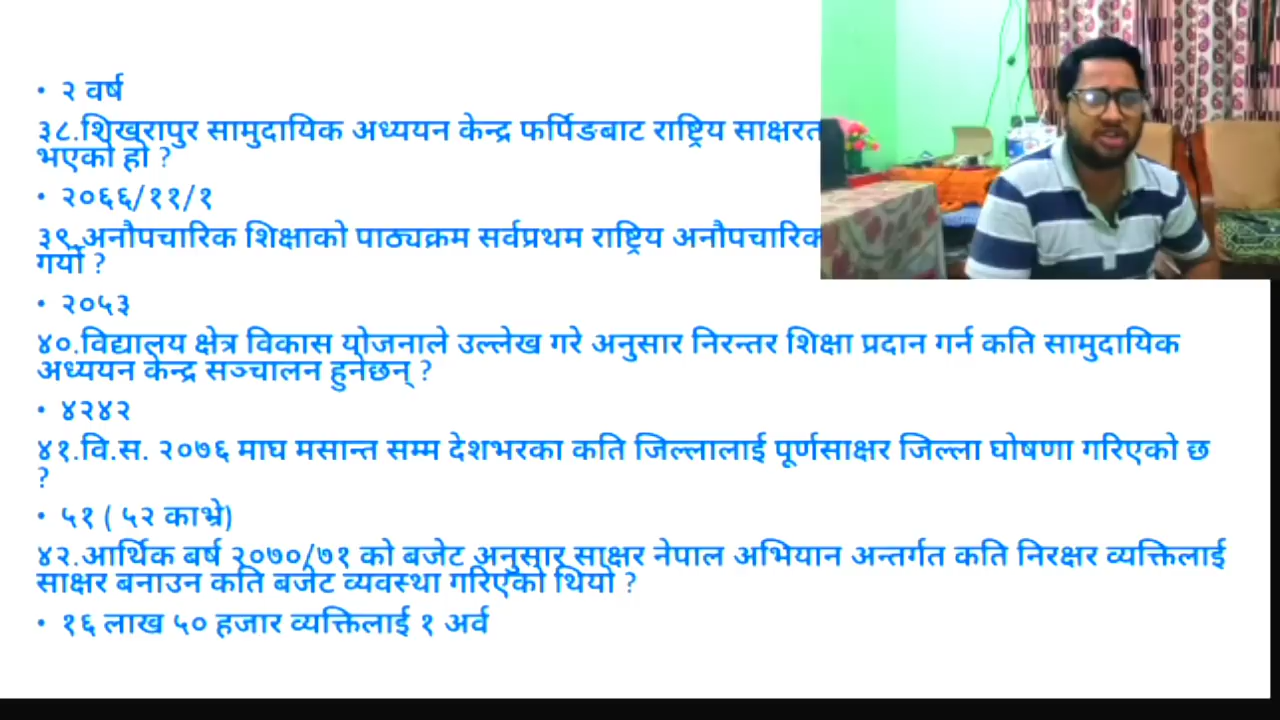 • २ वर्ष
३८.शिखरापुर सामुदायिक अध्ययन केन्द्र फर्पिङबाट राष्ट्रिय
भएको हो ?
• २०६६/११/१
३९.अनौपचारिक शिक्षाको पाठ्यक्रम सर्वप्रथम राष्ट्रिय अनौपचारिक
गर्यो ?
• २०५३
४०.विद्यालय क्षेत्र विकास योजनाले उल्लेख गरे अनुसार निरन्तर शिक्षा प्रदान गर्न कति सामुदायिक
अध्ययन केन्द्र सञ्चालन हुनेछन् ?
• ४२४२
४१.वि.स. २०७६ माघ मसान्त सम्म देशभरका कति जिल्लालाई पूर्णसाक्षर जिल्ला घोषणा गरिएको छ
?
• ५१ ( ५२ काभ्रे)
४२.आर्थिक बर्ष २०७०/७१ को बजेट अनुसार साक्षर नेपाल अभियान अन्तर्गत कति निरक्षर व्यक्तिलाई
साक्षर बनाउन कति बजेट व्यवस्था गरिएको थियो ?
• १६ लाख ५० हजार व्यक्तिलाई १ अर्व